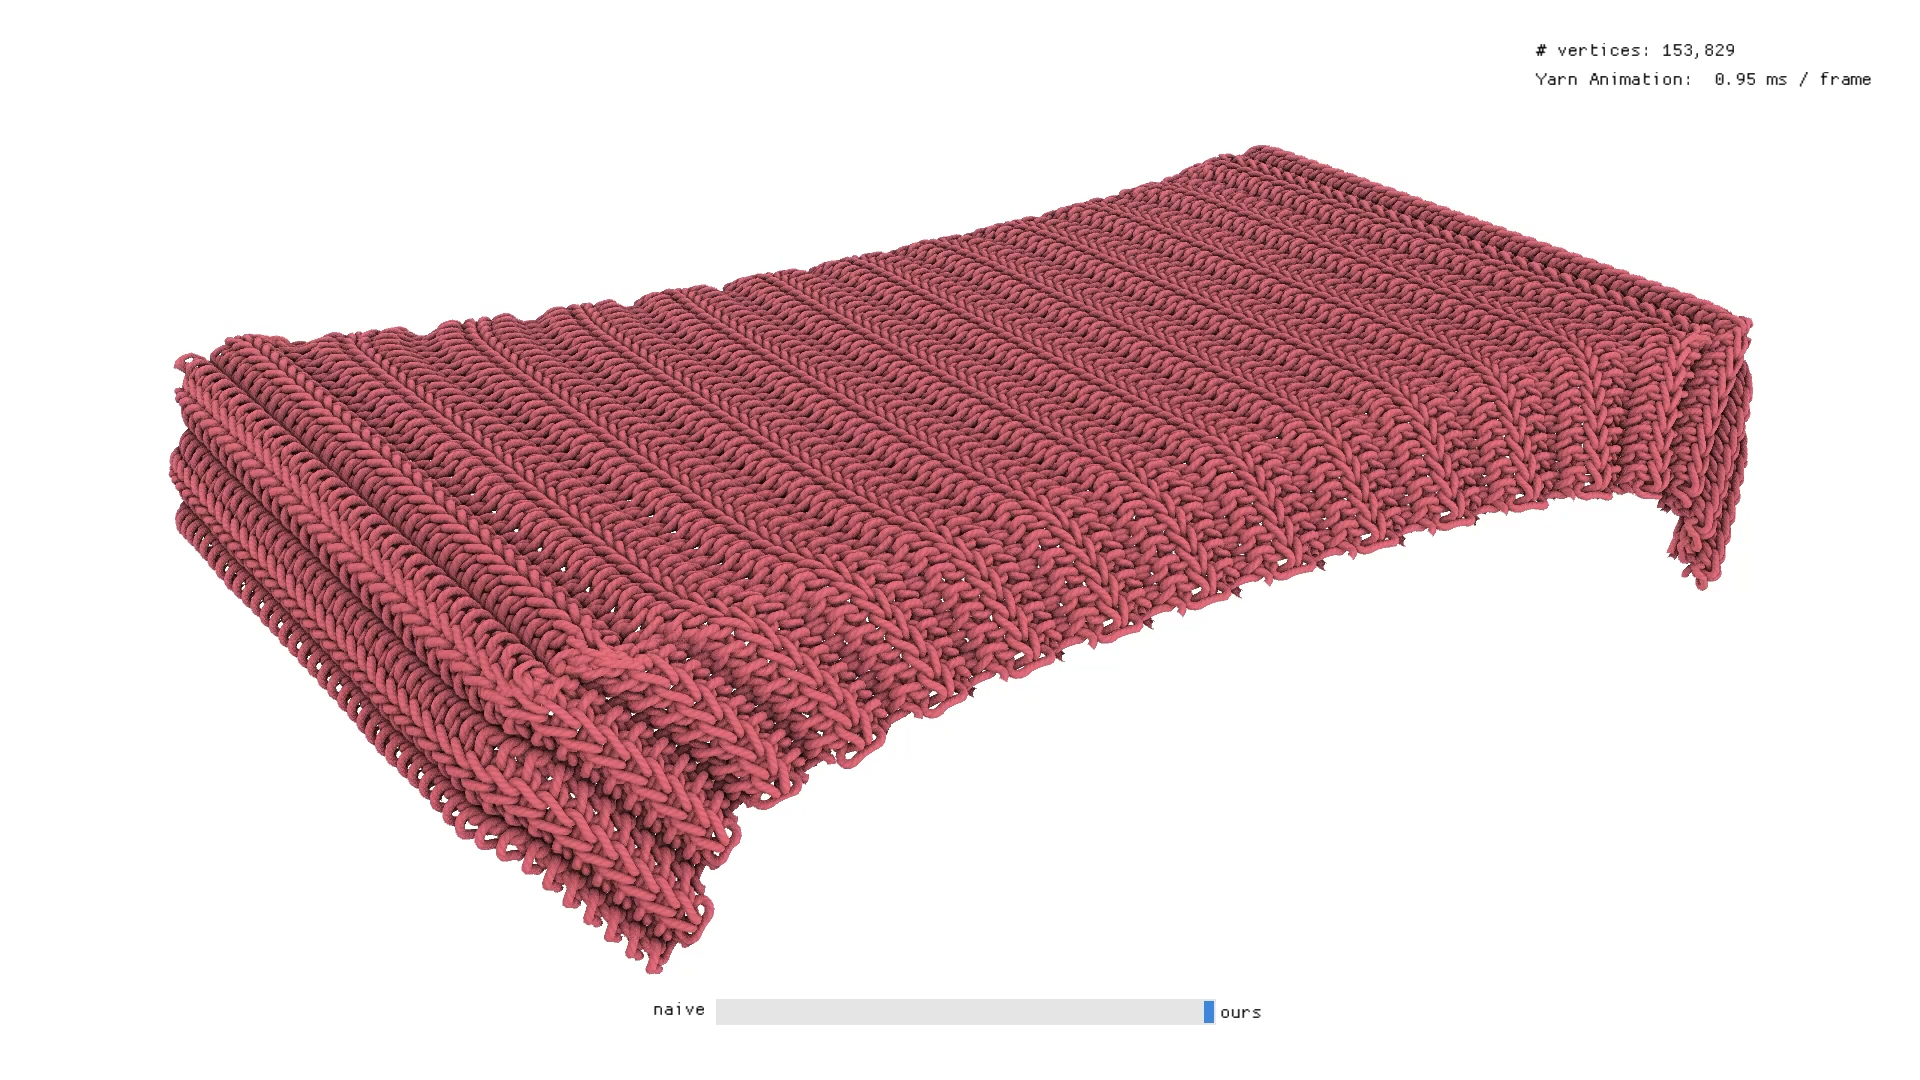 # vertices: 153,829
Yarn Animation: 0.95 ms / frame
naive
ours